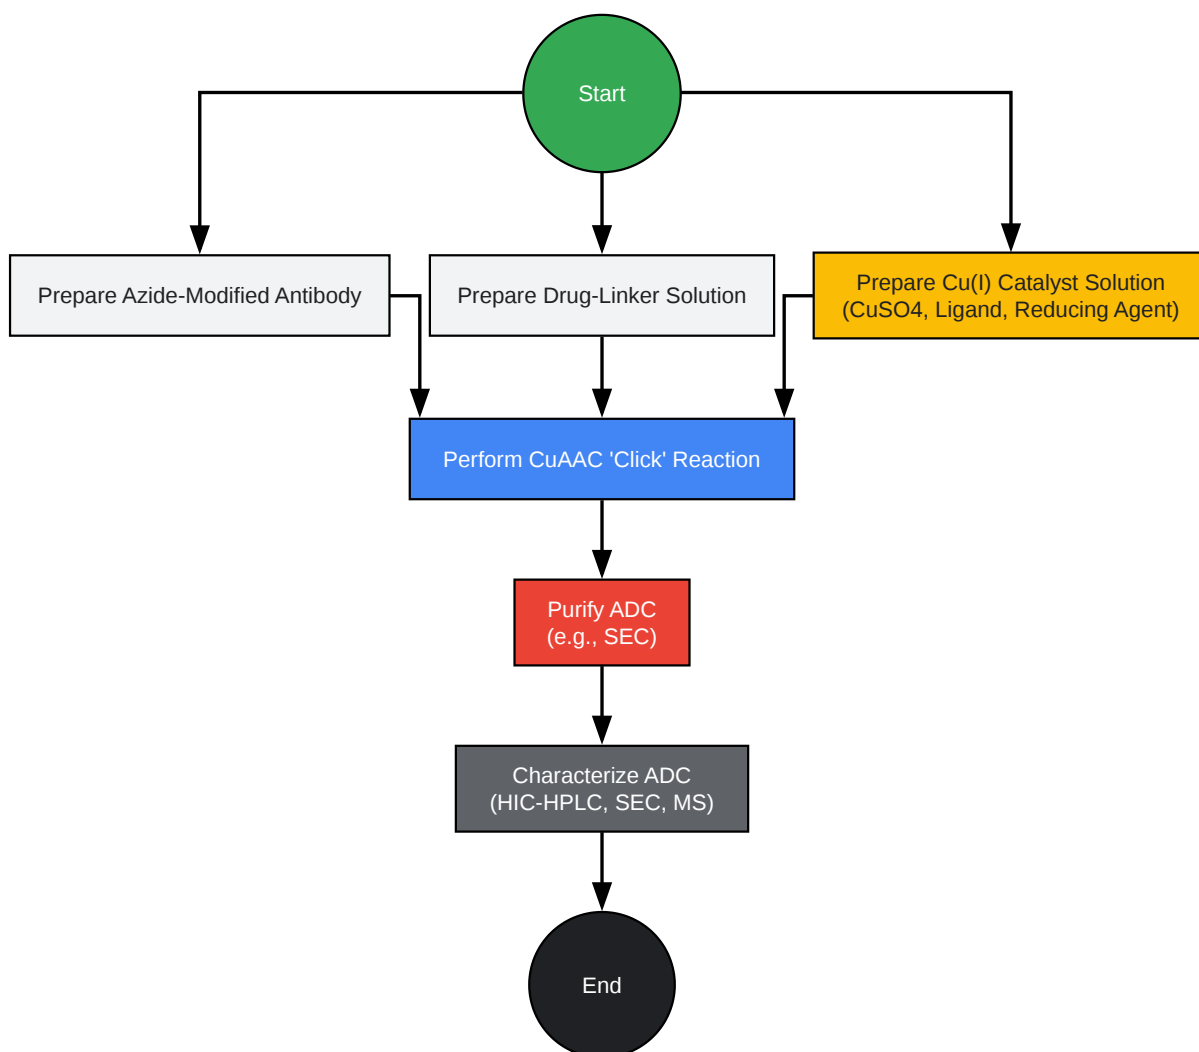 Start
Prepare Azide-Modified Antibody
Prepare Drug-Linker Solution
Prepare Cu(I) Catalyst Solution
(CuSO4, Ligand, Reducing Agent)
Perform CuAAC 'Click' Reaction
Purify ADC
(e.g., SEC)
Characterize ADC
(HIC-HPLC, SEC, MS)
End